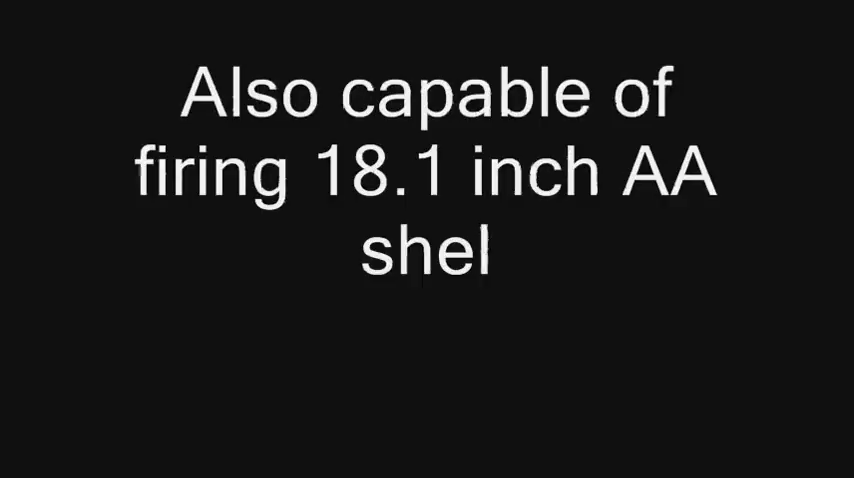 Also capable of
firing 18.1 inch AA
shel